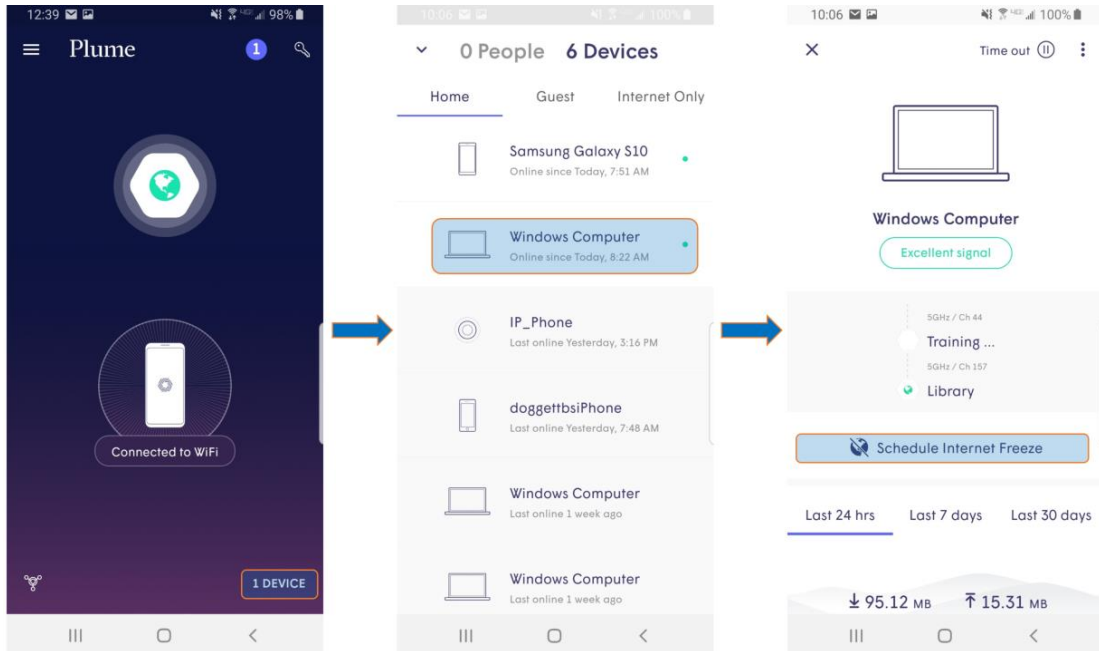 12:39 98%
Plume 1
Connected to WiFi
1 DEVICE
10:06 100%
0 People 6 Devices
Home Guest Internet Only
Samsung Galaxy S10
Online since Today, 7:51 AM
Windows Computer
Online since Today, 8:22 AM
IP_Phone
Last online Yesterday, 3:16 PM
doggettbsiPhone
Last online Yesterday, 7:48 AM
Windows Computer
Last online 1 week ago
Windows Computer
Last online 1 week ago
10:06 100%
Time out
Windows Computer
Excellent signal
5GHz / Ch 44
Training ...
5GHz / Ch 157
Library
Schedule Internet Freeze
Last 24 hrs Last 7 days Last 30 days
95.12 MB 15.31 MB